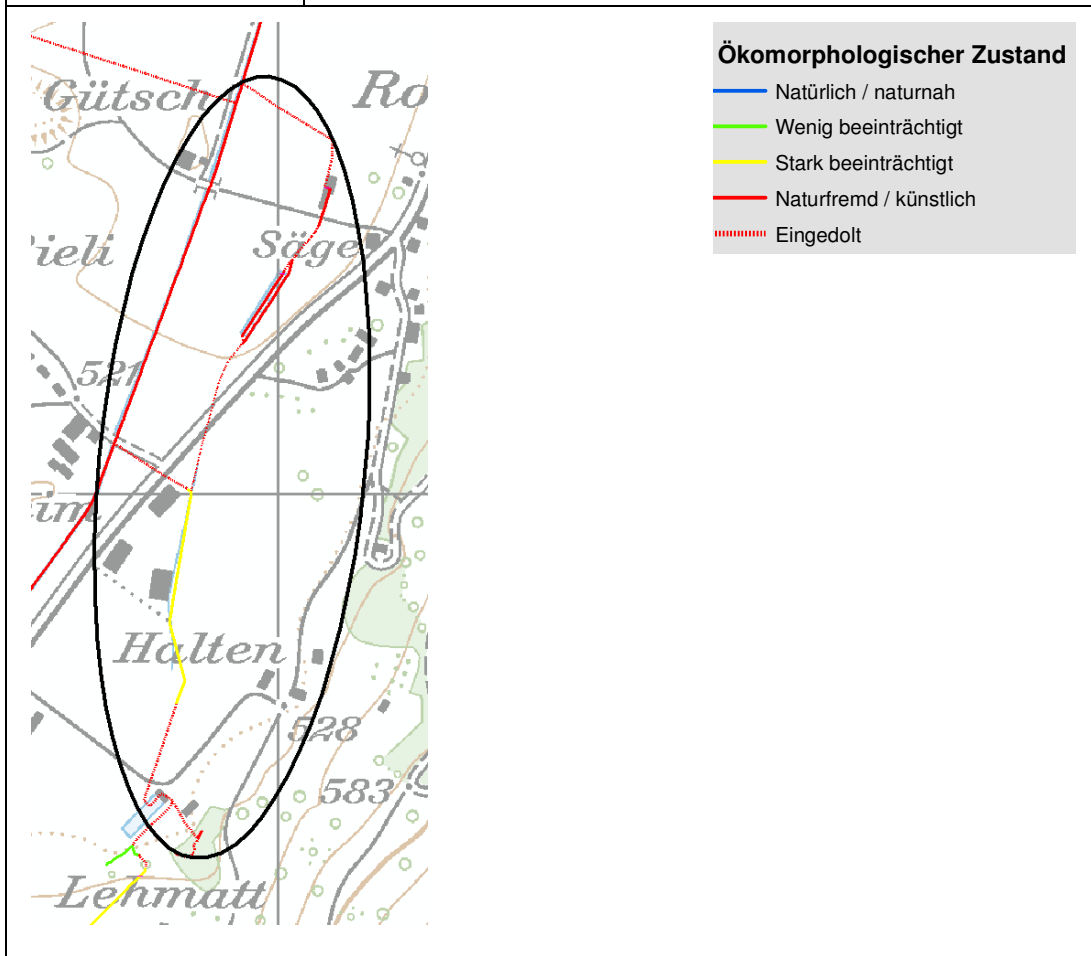 Ökomorphologischer Zustand
Natürlich / naturnah
Wenig beeinträchtigt
Stark beeinträchtigt
Naturfremd / künstlich
Eingedolt
Gütsch
Ro
Säge
ieli
521
im
Halten
528
583
Lehmatt